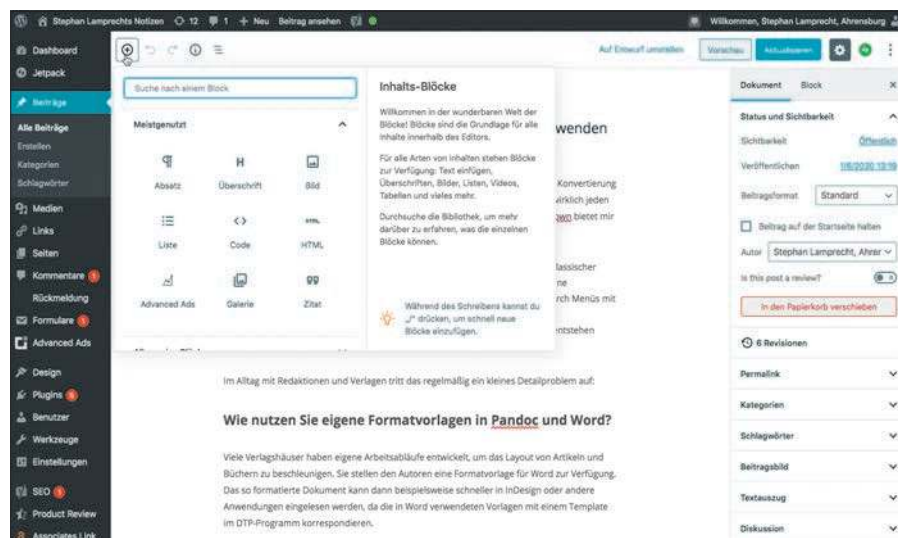 Stephan Lamprechts Notizen 12 1 + Neu Beitrag ansehen
Willkommen, Stephan Lamprecht, Ahrensburg
Dashboard
Jetpack
Beiträge
Alle Beiträge
Erstellen
Kategorien
Schlagwörter
Medien
Links
Seiten
Kommentare 1
Rückmeldung
Formulare 1
Advanced Ads
Design
Plugins
Benutzer
Werkzeuge
Einstellungen
SEO 1
Product Review
Associates Link
Auf Entwurf umstellen Vorschau Aktualisieren
Suche nach einem Block
Meistgenutzt
Absatz Überschrift Bild
Liste Code HTML
HTML
Advanced Ads Galerie Zitat
Inhalts-Blöcke
Willkommen in der wunderbaren Welt der
Blöcke! Blöcke sind die Grundlage für alle
Inhalte innerhalb des Editors.
Für alle Arten von Inhalten stehen Blöcke
zur Verfügung: Text einfügen,
Überschriften, Bilder, Listen, Videos,
Tabellen und vieles mehr.
Durchsuche die Bibliothek, um mehr
darüber zu erfahren, was die einzelnen
Blöcke können.
Während des Schreibens kannst du
„/“ drücken, um schnell neue
Blöcke einzufügen.
wenden
Konvertierung
wirklich jeden
own bietet mir
lassischer
ne
rch Menüs mit
entstehen
Im Alltag mit Redaktionen und Verlagen tritt das regelmäßig ein kleines Detailproblem auf:
Wie nutzen Sie eigene Formatvorlagen in Pandoc und Word?
Viele Verlagshäuser haben eigene Arbeitsabläufe entwickelt, um das Layout von Artikeln und
Büchern zu beschleunigen. Sie stellen den Autoren eine Formatvorlage für Word zur Verfügung.
Das so formatierte Dokument kann dann beispielsweise schneller in InDesign oder andere
Anwendungen eingelesen werden, da die in Word verwendeten Vorlagen mit einem Template
im DTP-Programm korrespondieren.
Dokument Block
Status und Sichtbarkeit
Sichtbarkeit Öffentlich
Veröffentlichen
Beitragsformat Standard
Beitrag auf der Startseite halten
Autor Stephan Lamprecht, Ahrer
Is this post a review?
In den Papierkorb verschieben
6 Revisionen
Permalink
Kategorien
Schlagwörter
Beitragsbild
Textauszug
Diskussion